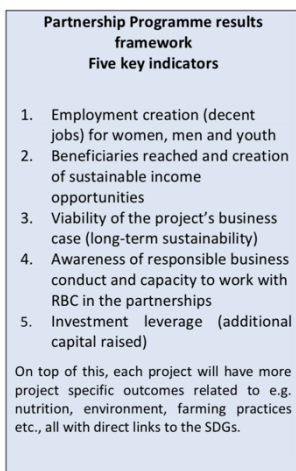 Partnership Programme results
framework
Five key indicators
1. Employment creation (decent
jobs) for women, men and youth
2. Beneficiaries reached and creation
of sustainable income
opportunities
3. Viability of the project's business
case (long-term sustainability)
4. Awareness of responsible business
conduct and capacity to work with
RBC in the partnerships
5. Investment leverage (additional
capital raised)
On top of this, each project will have more
project specific outcomes related to e.g.
nutrition, environment, farming practices
etc., all with direct links to the SDGs.